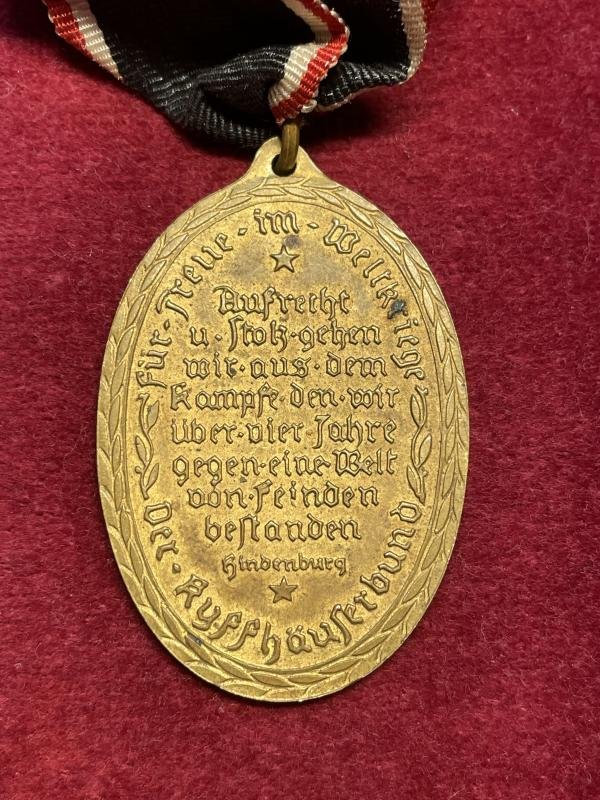 Für·Treue·im·Weltkriege
Aufrecht
u·stolz·gehen
wir·aus·dem
Kampfe·den·wir
über·vier·Jahre
gegen·eine·Welt
von·Feinden
bestanden
Hindenburg
Der·Kyffhäuserbund